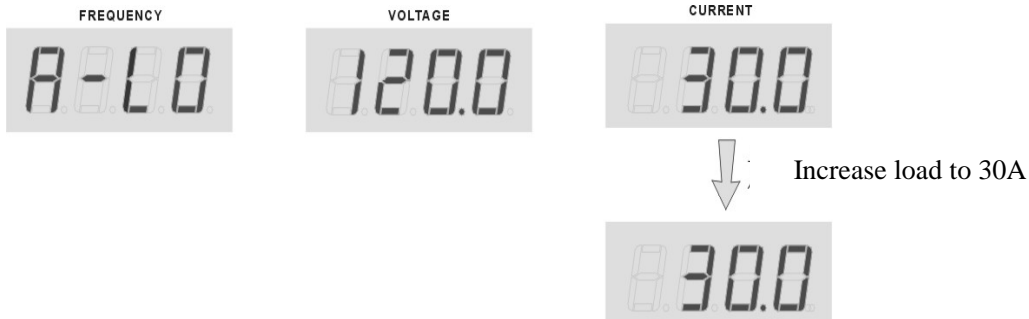 FREQUENCY VOLTAGE CURRENT
A-LO 120.0 30.0
Increase load to 30A
30.0